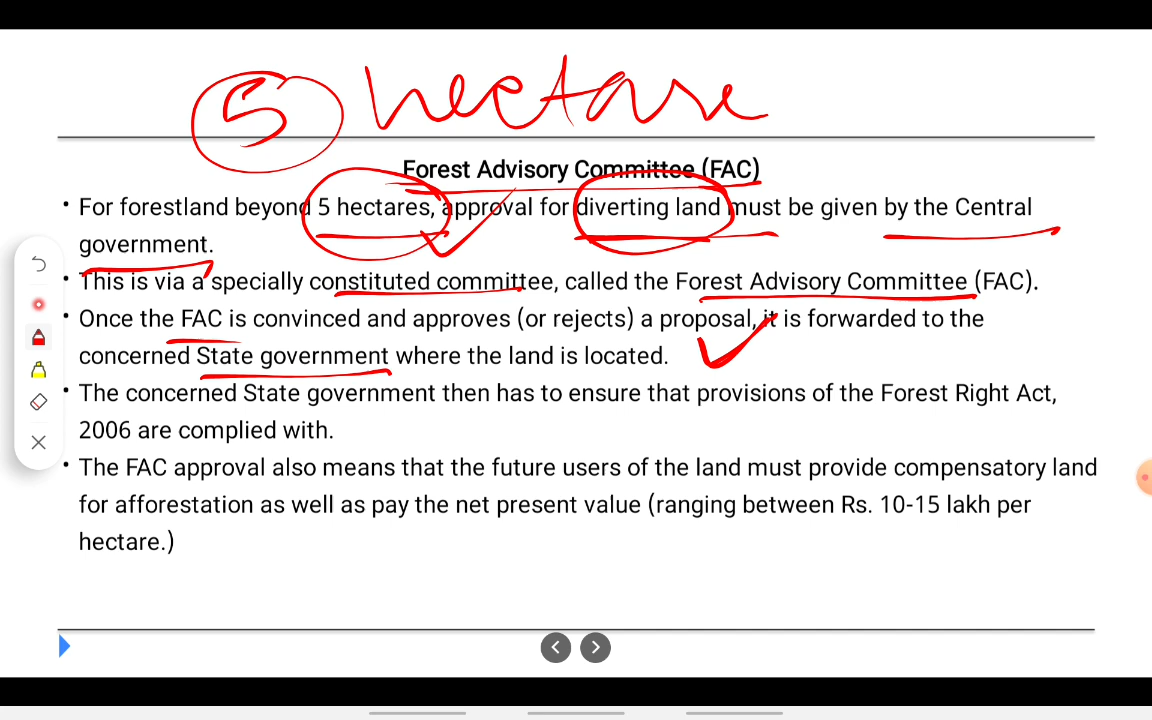 5 hectare
Forest Advisory Committee (FAC)
• For forestland beyond 5 hectares, approval for diverting land must be given by the Central
government.
• This is via a specially constituted committee, called the Forest Advisory Committee (FAC).
• Once the FAC is convinced and approves (or rejects) a proposal, it is forwarded to the
concerned State government where the land is located.
• The concerned State government then has to ensure that provisions of the Forest Right Act,
2006 are complied with.
• The FAC approval also means that the future users of the land must provide compensatory land
for afforestation as well as pay the net present value (ranging between Rs. 10-15 lakh per
hectare.)